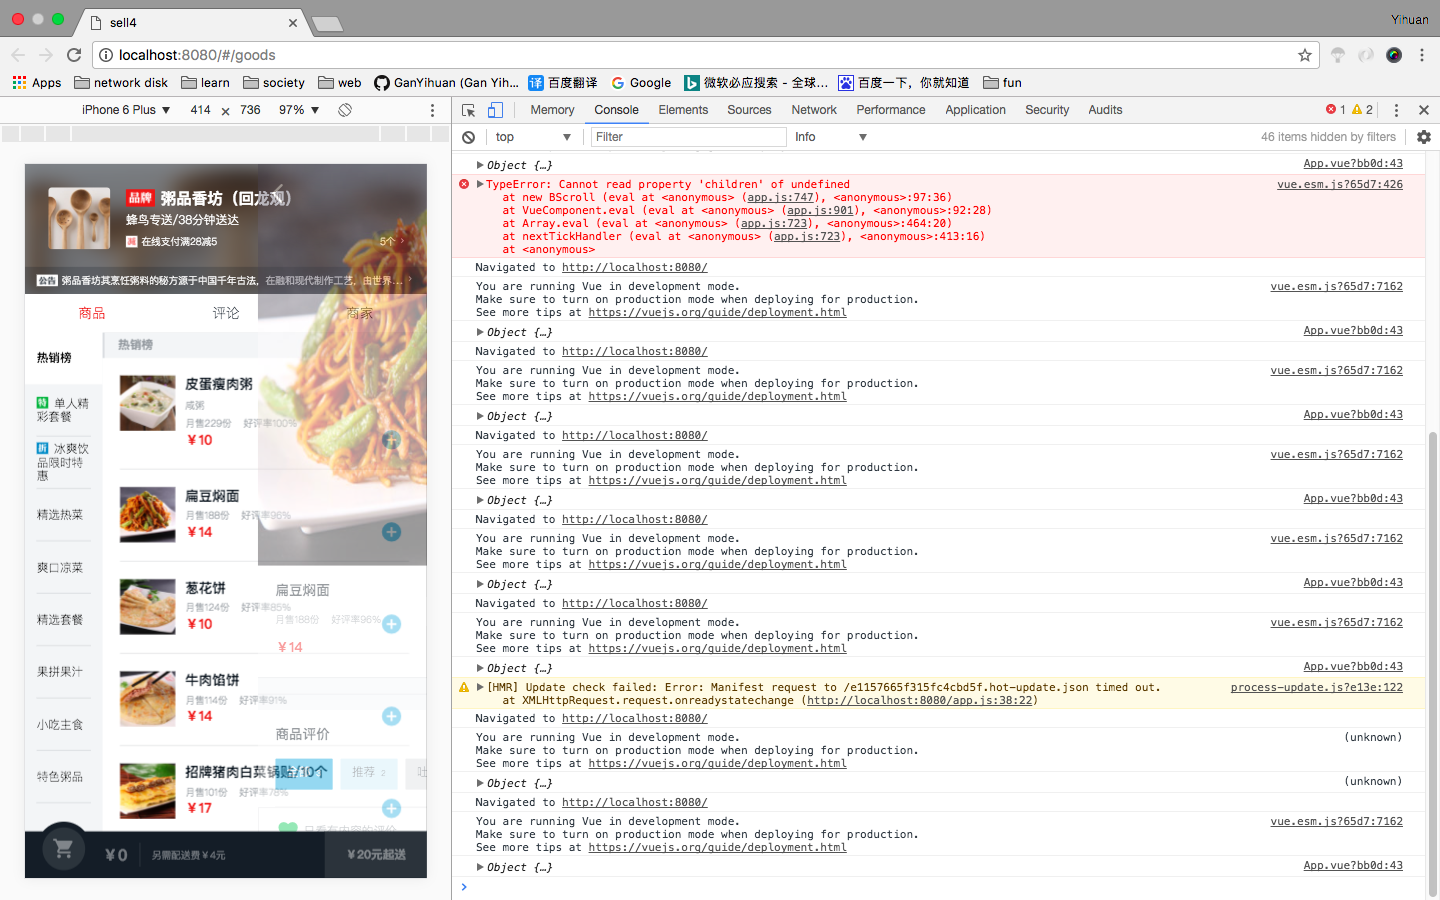 sell4
Yihuan
localhost:8080/#/goods
Apps
network disk
learn
society
web
GanYihuan (Gan Yih...
译 百度翻译
Google
微软必应搜索 - 全球...
百度一下，你就知道
fun
iPhone 6 Plus ▼ 414 × 736 97% ▼
Memory Console Elements Sources Network Performance Application Security Audits
1 2
top ▼ Filter Info ▼ 46 items hidden by filters
品牌 粥品香坊（回龙观）
蜂鸟专送/38分钟送达
减 在线支付满28减5
5个 >
公告 粥品香坊其烹饪粥料的秘方源于中国千年古法，在融和现代制作工艺，由世界... >
商品 评论 商家
热销榜
特 单人精
彩套餐
折 冰爽饮
品限时特
惠
精选热菜
爽口凉菜
精选套餐
果拼果汁
小吃主食
特色粥品
热销榜
皮蛋瘦肉粥
咸粥
月售229份 好评率100%
￥10
扁豆焖面
月售188份 好评率96%
￥14
葱花饼
月售124份 好评率85%
￥10
牛肉馅饼
月售114份 好评率91%
￥14
招牌猪肉白菜锅贴/10个
月售101份 好评率78%
￥17
扁豆焖面
月售188份 好评率96%
￥14
商品评价
推荐 2
吐
只看有内容的评价
￥0 另需配送费￥4元 ￥20元起送
Object {…} App.vue?bb0d:43
TypeError: Cannot read property 'children' of undefined vue.esm.js?65d7:426
at new BScroll (eval at <anonymous> (app.js:747), <anonymous>:97:36)
at VueComponent.eval (eval at <anonymous> (app.js:901), <anonymous>:92:28)
at Array.eval (eval at <anonymous> (app.js:723), <anonymous>:464:20)
at nextTickHandler (eval at <anonymous> (app.js:723), <anonymous>:413:16)
at <anonymous>
Navigated to http://localhost:8080/
You are running Vue in development mode. vue.esm.js?65d7:7162
Make sure to turn on production mode when deploying for production.
See more tips at https://vuejs.org/guide/deployment.html
Object {…} App.vue?bb0d:43
Navigated to http://localhost:8080/
You are running Vue in development mode. vue.esm.js?65d7:7162
Make sure to turn on production mode when deploying for production.
See more tips at https://vuejs.org/guide/deployment.html
Object {…} App.vue?bb0d:43
Navigated to http://localhost:8080/
You are running Vue in development mode. vue.esm.js?65d7:7162
Make sure to turn on production mode when deploying for production.
See more tips at https://vuejs.org/guide/deployment.html
Object {…} App.vue?bb0d:43
Navigated to http://localhost:8080/
You are running Vue in development mode. vue.esm.js?65d7:7162
Make sure to turn on production mode when deploying for production.
See more tips at https://vuejs.org/guide/deployment.html
Object {…} App.vue?bb0d:43
Navigated to http://localhost:8080/
You are running Vue in development mode. vue.esm.js?65d7:7162
Make sure to turn on production mode when deploying for production.
See more tips at https://vuejs.org/guide/deployment.html
Object {…} App.vue?bb0d:43
[HMR] Update check failed: Error: Manifest request to /e1157665f315fc4cbd5f.hot-update.json timed out. process-update.js?e13e:122
at XMLHttpRequest.request.onreadystatechange (http://localhost:8080/app.js:38:22)
Navigated to http://localhost:8080/
You are running Vue in development mode. (unknown)
Make sure to turn on production mode when deploying for production.
See more tips at https://vuejs.org/guide/deployment.html
Object {…} (unknown)
Navigated to http://localhost:8080/
You are running Vue in development mode. vue.esm.js?65d7:7162
Make sure to turn on production mode when deploying for production.
See more tips at https://vuejs.org/guide/deployment.html
Object {…} App.vue?bb0d:43